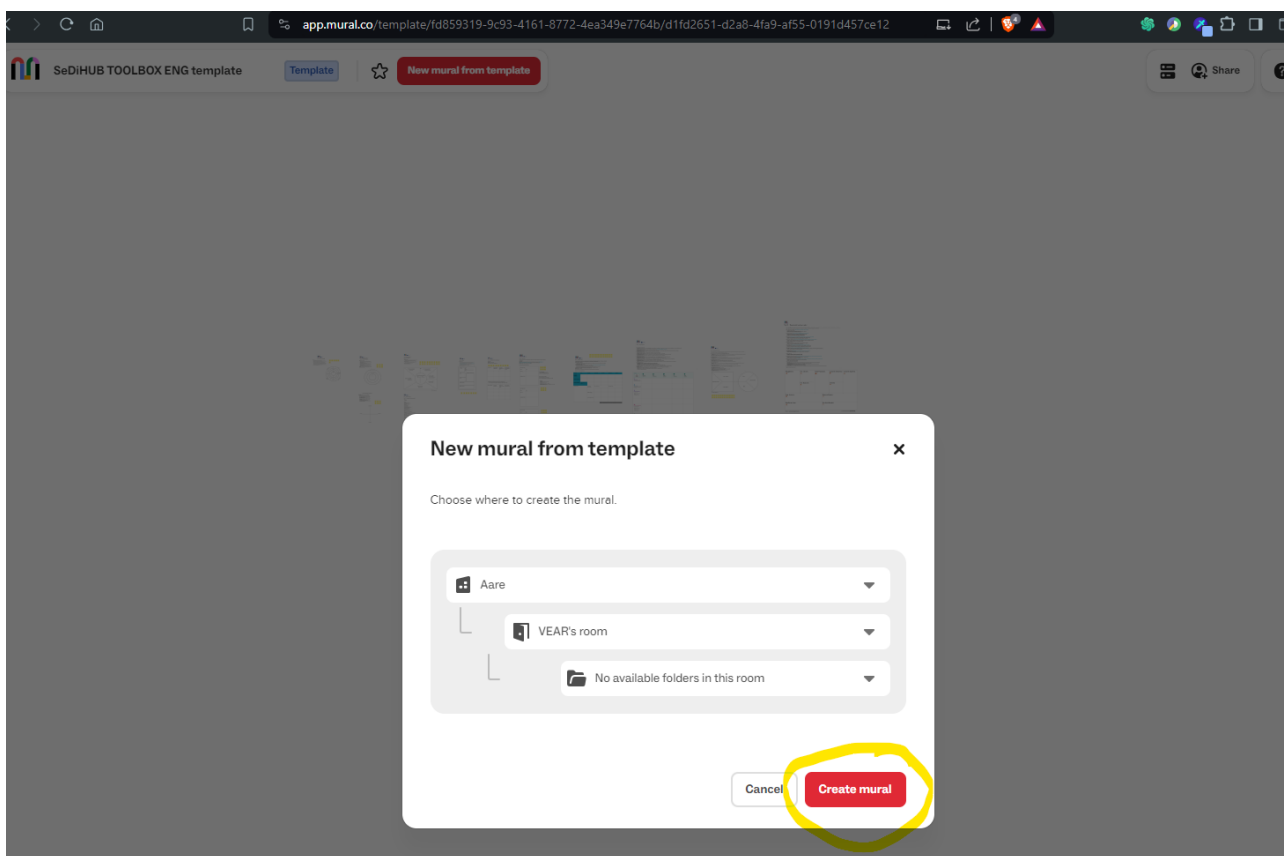 app.mural.co/template/fd859319-9c93-4161-8772-4ea349e7764b/d1fd2651-d2a8-4fa9-af55-0191d457ce12
SeDiHUB TOOLBOX ENG template
Template
New mural from template
Share
New mural from template
Choose where to create the mural.
Aare
VEAR's room
No available folders in this room
Cancel
Create mural